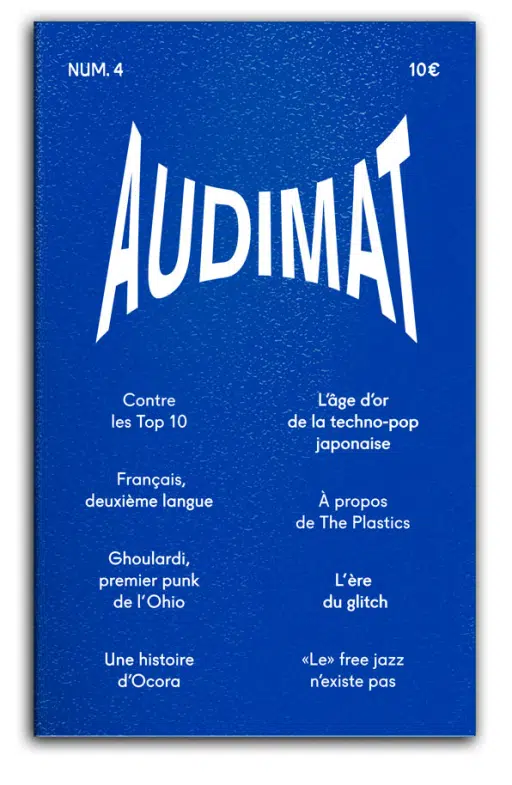 NUM. 4
10€
AUDIMAT
Contre
les Top 10
Français,
deuxième langue
Ghoulardi,
premier punk
de l'Ohio
Une histoire
d'Ocora
L'âge d'or
de la techno-pop
japonaise
À propos
de The Plastics
L'ère
du glitch
«Le» free jazz
n'existe pas